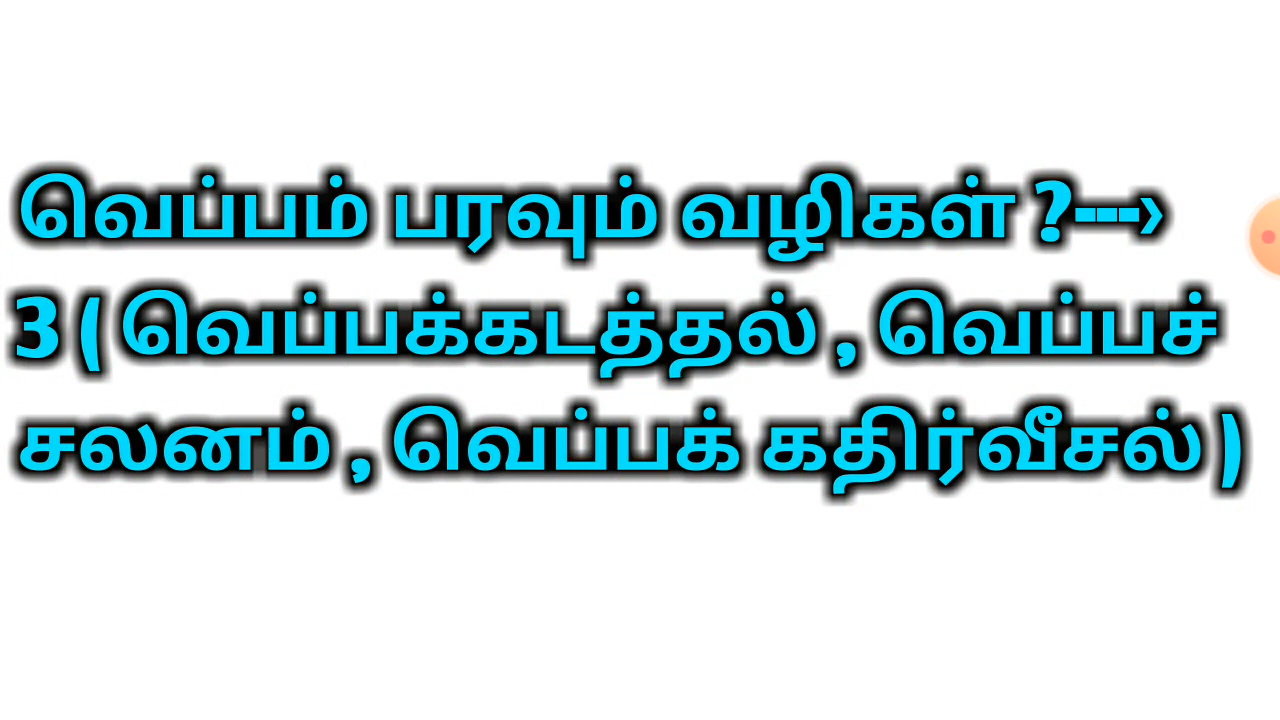 வெப்பம் பரவும் வழிகள் ?---›
3 ( வெப்பக்கடத்தல் , வெப்பச்
சலனம் , வெப்பக் கதிர்வீசல் )